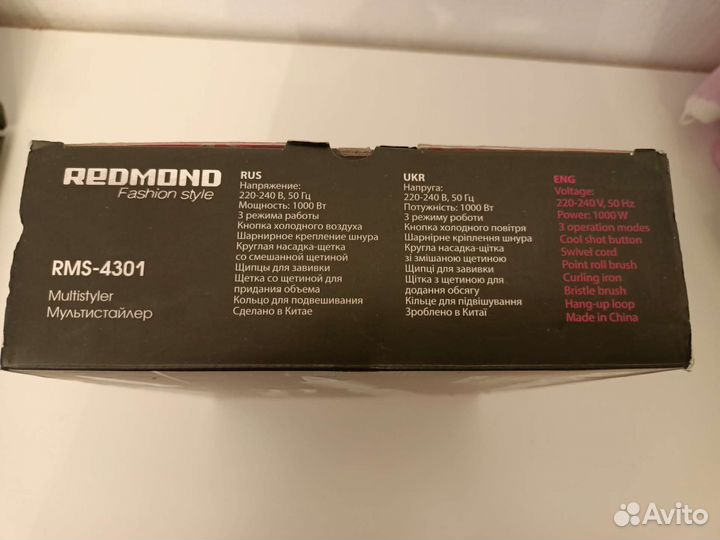 REDMOND
Fashion style
RMS-4301
Multistyler
Мультистайлер
RUS
Напряжение:
220-240 В, 50 Гц
Мощность: 1000 Вт
3 режима работы
Кнопка холодного воздуха
Шарнирное крепление шнура
Круглая насадка-щетка
со смешанной щетиной
Щипцы для завивки
Щетка со щетиной для
придания объема
Кольцо для подвешивания
Сделано в Китае
UKR
Напруга:
220-240 В, 50 Гц
Потужність: 1000 Вт
3 режиму роботи
Кнопка холодного повітря
Шарнірне кріплення шнура
Кругла насадка-щітка
зі змішаною щетиною
Щипці для завивки
Щітка з щетиною для
додання обсягу
Кільце для підвішування
Зроблено в Китаї
ENG
Voltage:
220-240 V, 50 Hz
Power: 1000 W
3 operation modes
Cool shot button
Swivel cord
Point roll brush
Curling iron
Bristle brush
Hang-up loop
Made in China
Avito